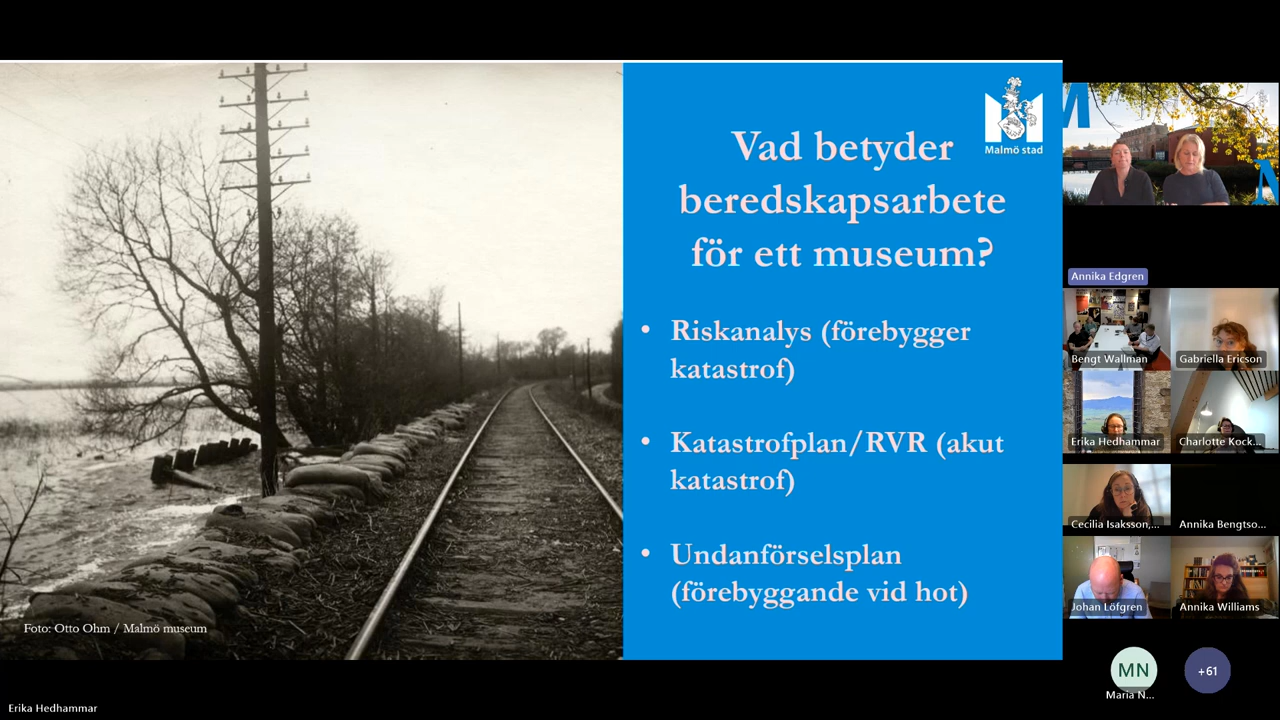 Vad betyder
beredskapsarbete
för ett museum?
Malmö stad
• Riskanalys (förebygger
katastrof)
• Katastrofplan/RVR (akut
katastrof)
• Undanförselsplan
(förebyggande vid hot)
Foto: Otto Ohm / Malmö museum
Annika Edgren
Bengt Wallman
Gabriella Ericson
Erika Hedhammar
Charlotte Kock...
Cecilia Isaksson,...
Annika Bengtso...
Johan Löfgren
Annika Williams
MN
+61
Maria N...
Erika Hedhammar